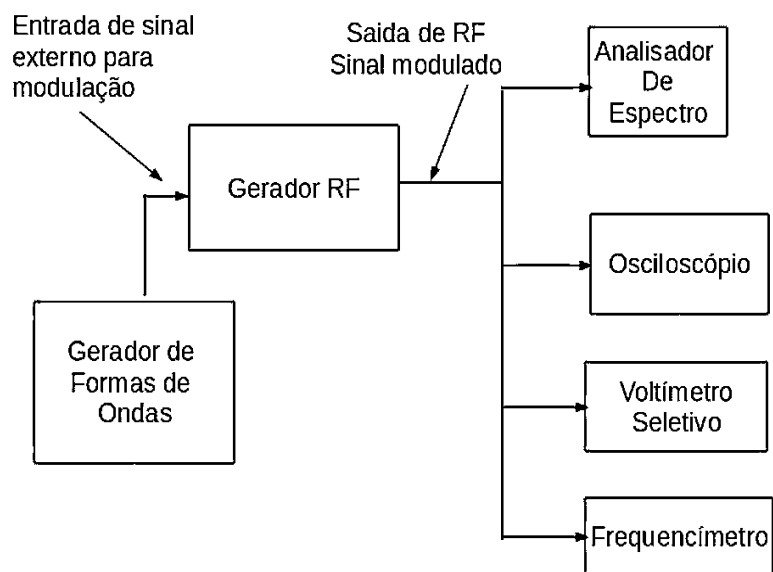 Entrada de sinal
externo para
modulação
Saida de RF
Sinal modulado
Analisador
De
Espectro
Gerador RF
Osciloscópio
Gerador de
Formas de
Ondas
Voltímetro
Seletivo
Frequencímetro